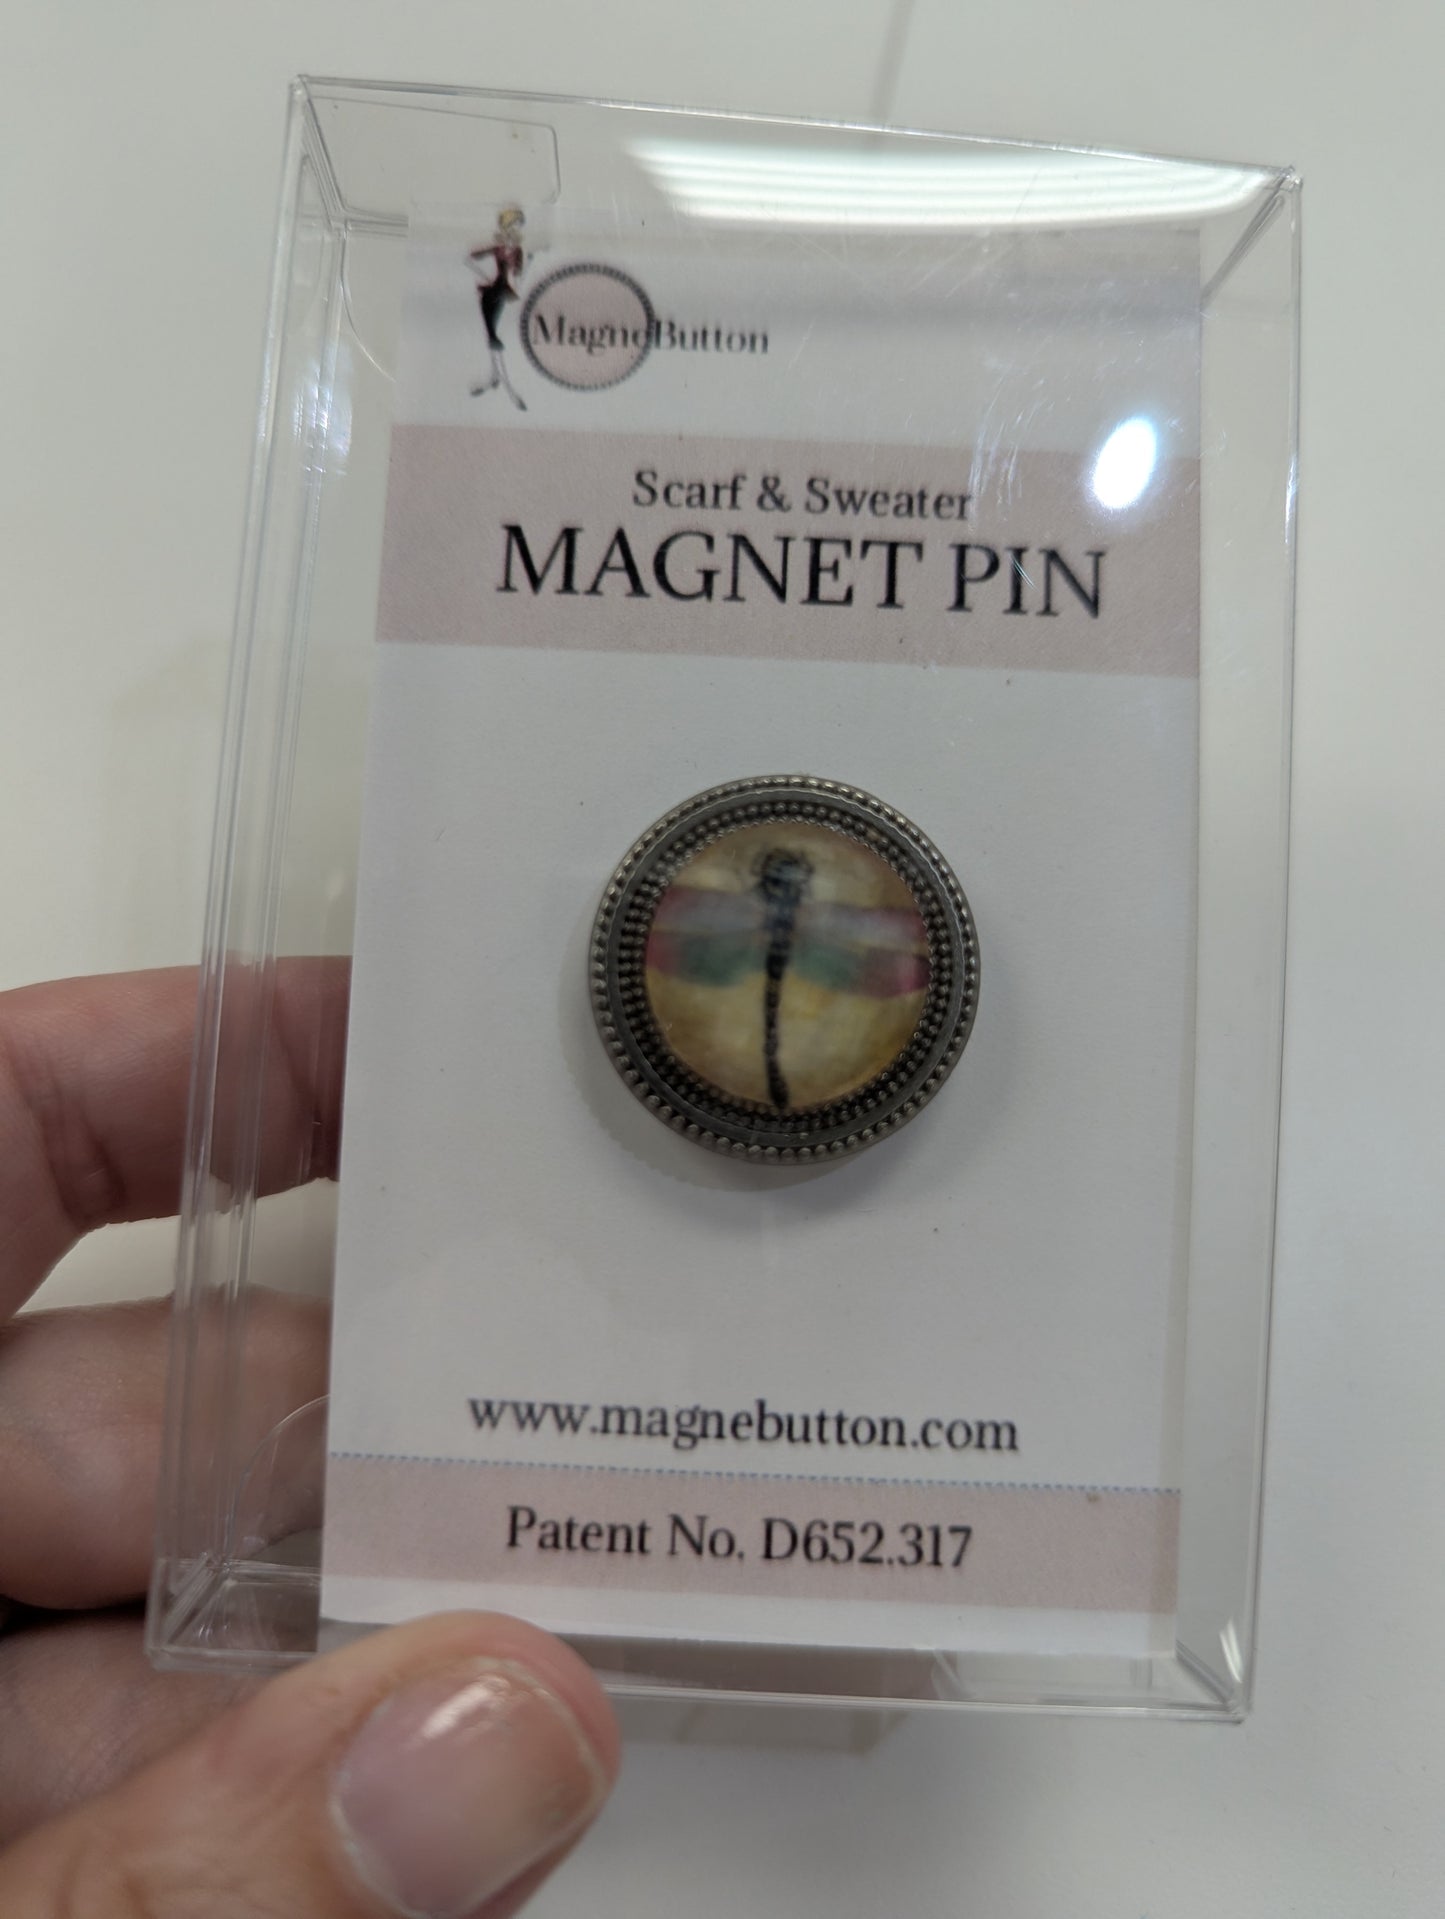 MagneButton
Scarf & Sweater
MAGNET PIN
www.magnebutton.com
Patent No. D652.317